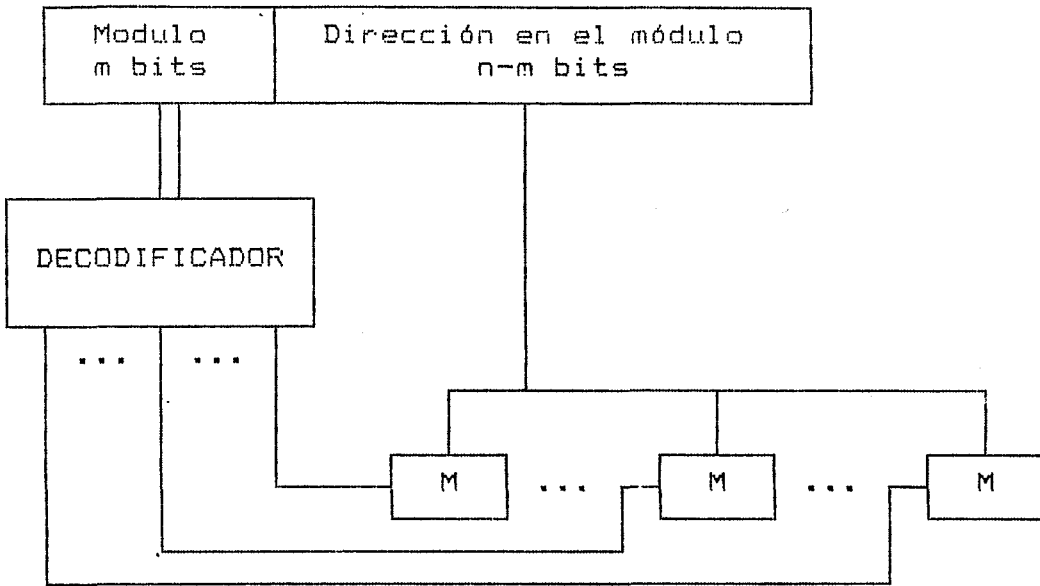 Modulo
m bits
Dirección en el módulo
n-m bits
DECODIFICADOR
... ...
M ... M ... M